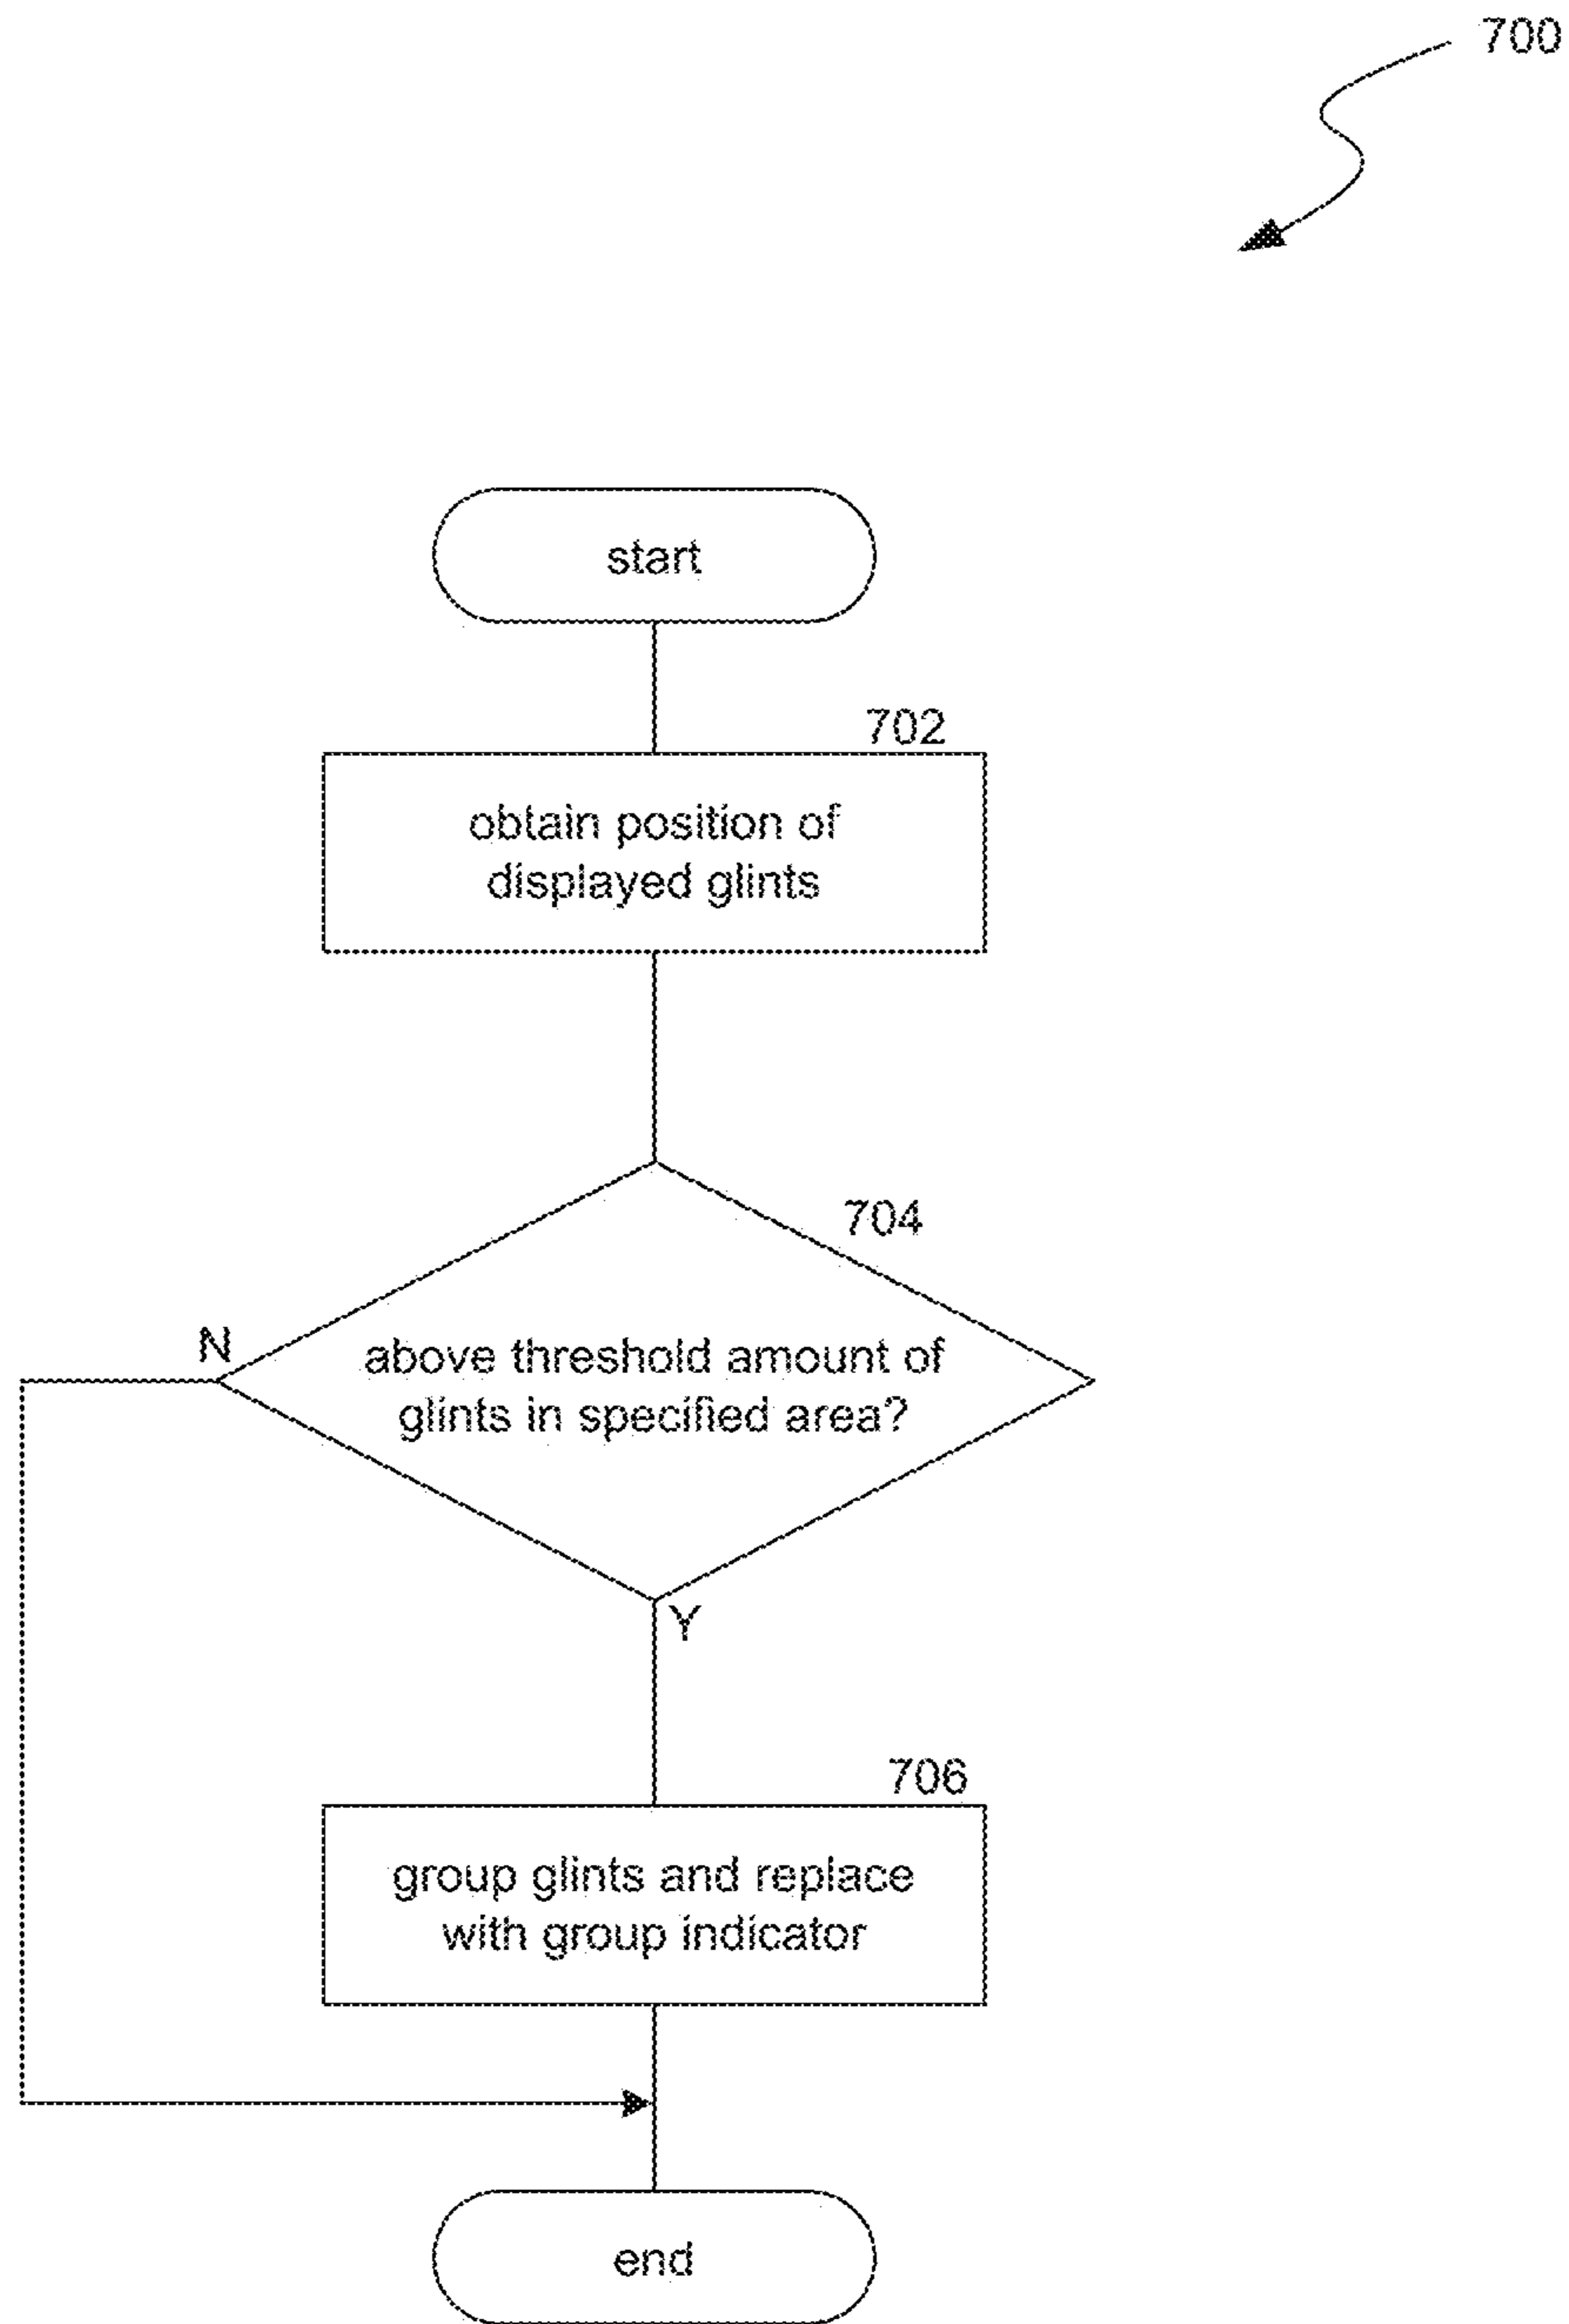 700
start
702
obtain position of
displayed glints
704
N
above threshold amount of
glints in specified area?
Y
706
group glints and replace
with group indicator
end